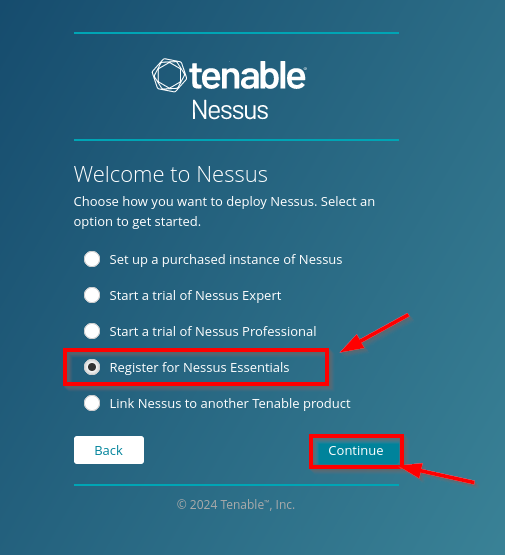 tenable
Nessus
Welcome to Nessus
Choose how you want to deploy Nessus. Select an
option to get started.
Set up a purchased instance of Nessus
Start a trial of Nessus Expert
Start a trial of Nessus Professional
Register for Nessus Essentials
Link Nessus to another Tenable product
Back
Continue
© 2024 Tenable™, Inc.